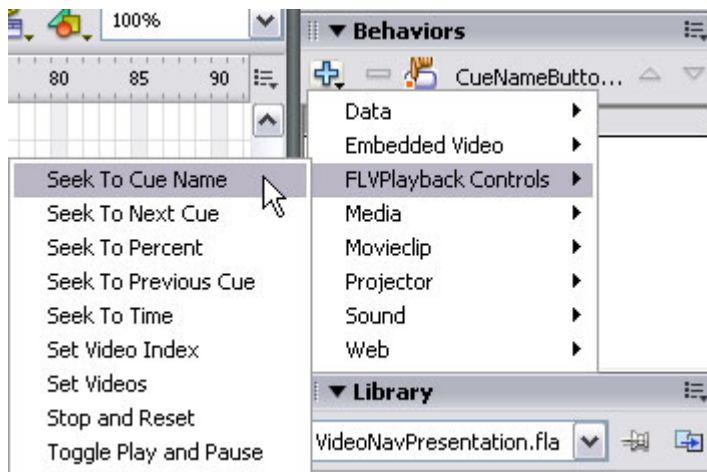 100%
Behaviors
80 85 90
CueNameButto...
Data
Embedded Video
FLVPlayback Controls
Media
Movieclip
Projector
Sound
Web
Seek To Cue Name
Seek To Next Cue
Seek To Percent
Seek To Previous Cue
Seek To Time
Set Video Index
Set Videos
Stop and Reset
Toggle Play and Pause
Library
VideoNavPresentation.fla